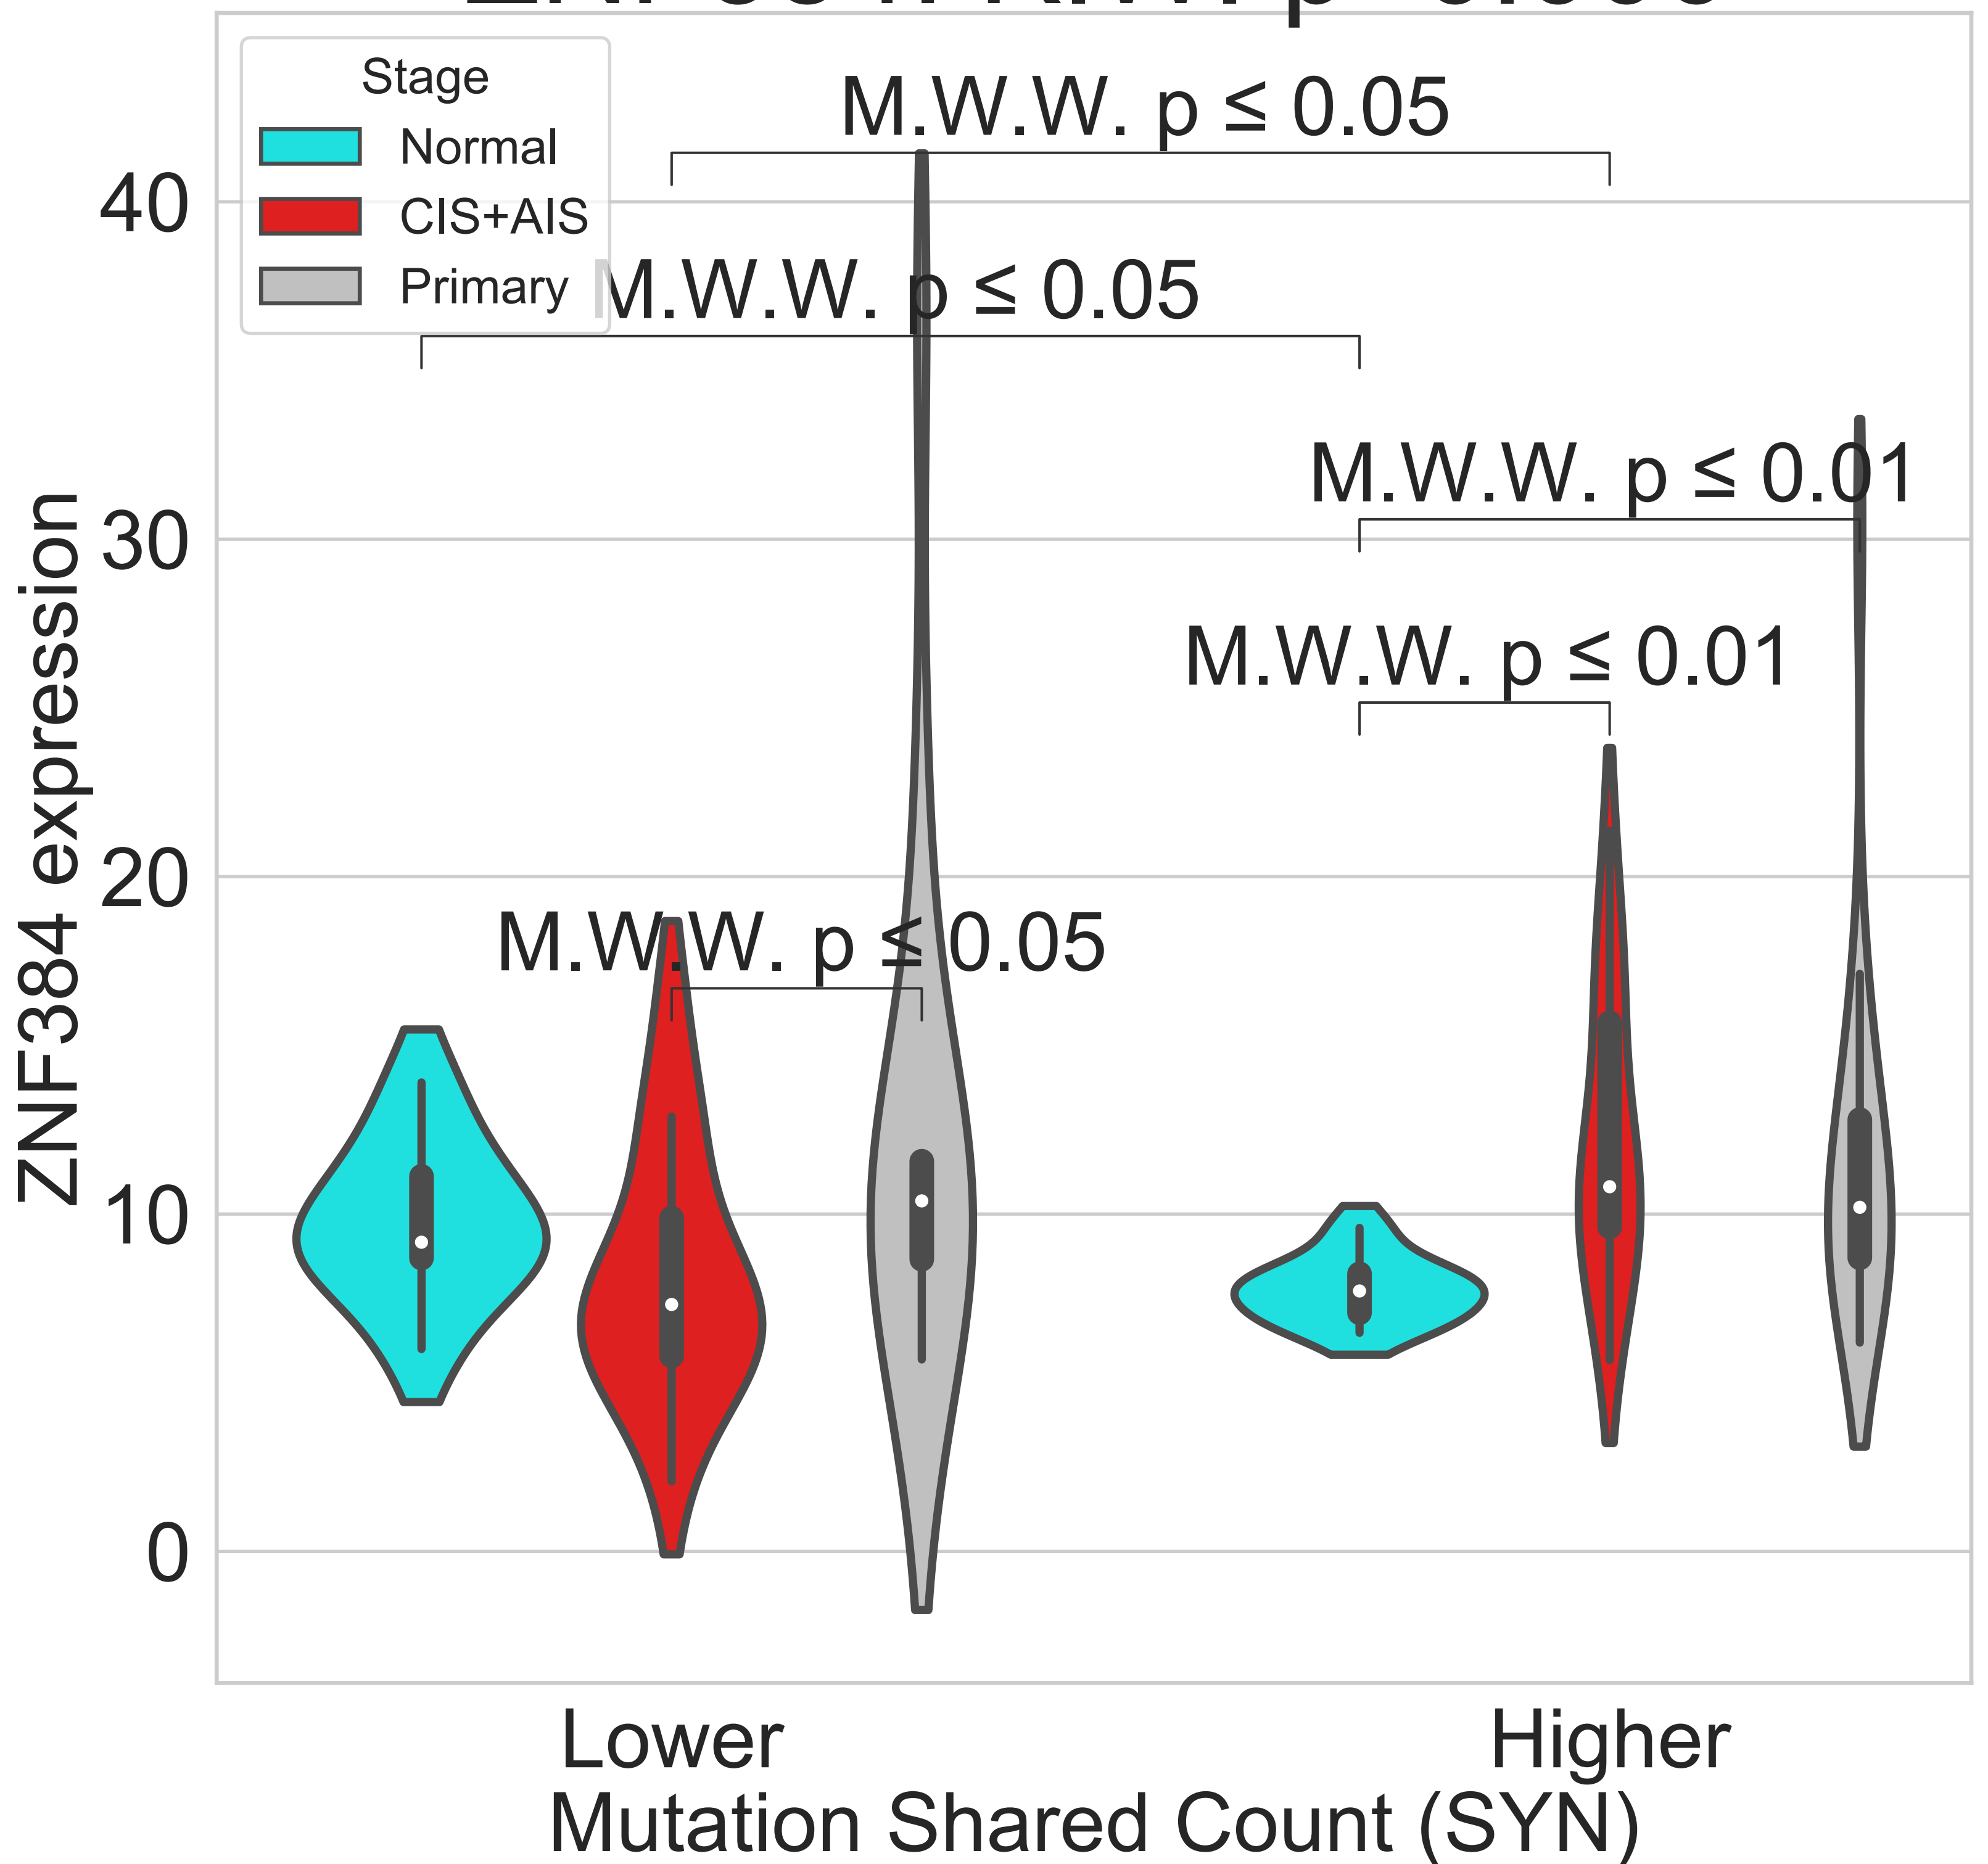 Stage
Normal
CIS+AIS
Primary
M.W.W. p ≤ 0.05
M.W.W. p ≤ 0.05
M.W.W. p ≤ 0.01
M.W.W. p ≤ 0.01
M.W.W. p ≤ 0.05
ZNF384 expression
40
30
20
10
0
Lower
Higher
Mutation Shared Count (SYN)